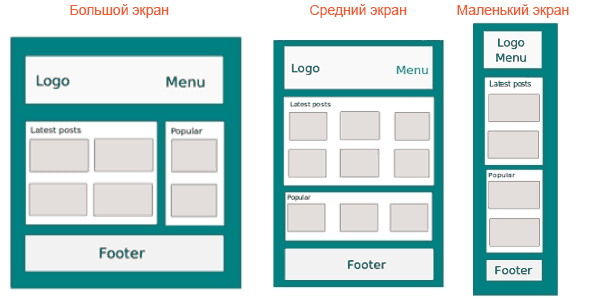 Большой экран
Logo
Menu
Latest posts
Popular
Footer
Средний экран
Logo
Menu
Latest posts
Popular
Footer
Маленький экран
Logo
Menu
Latest posts
Popular
Footer